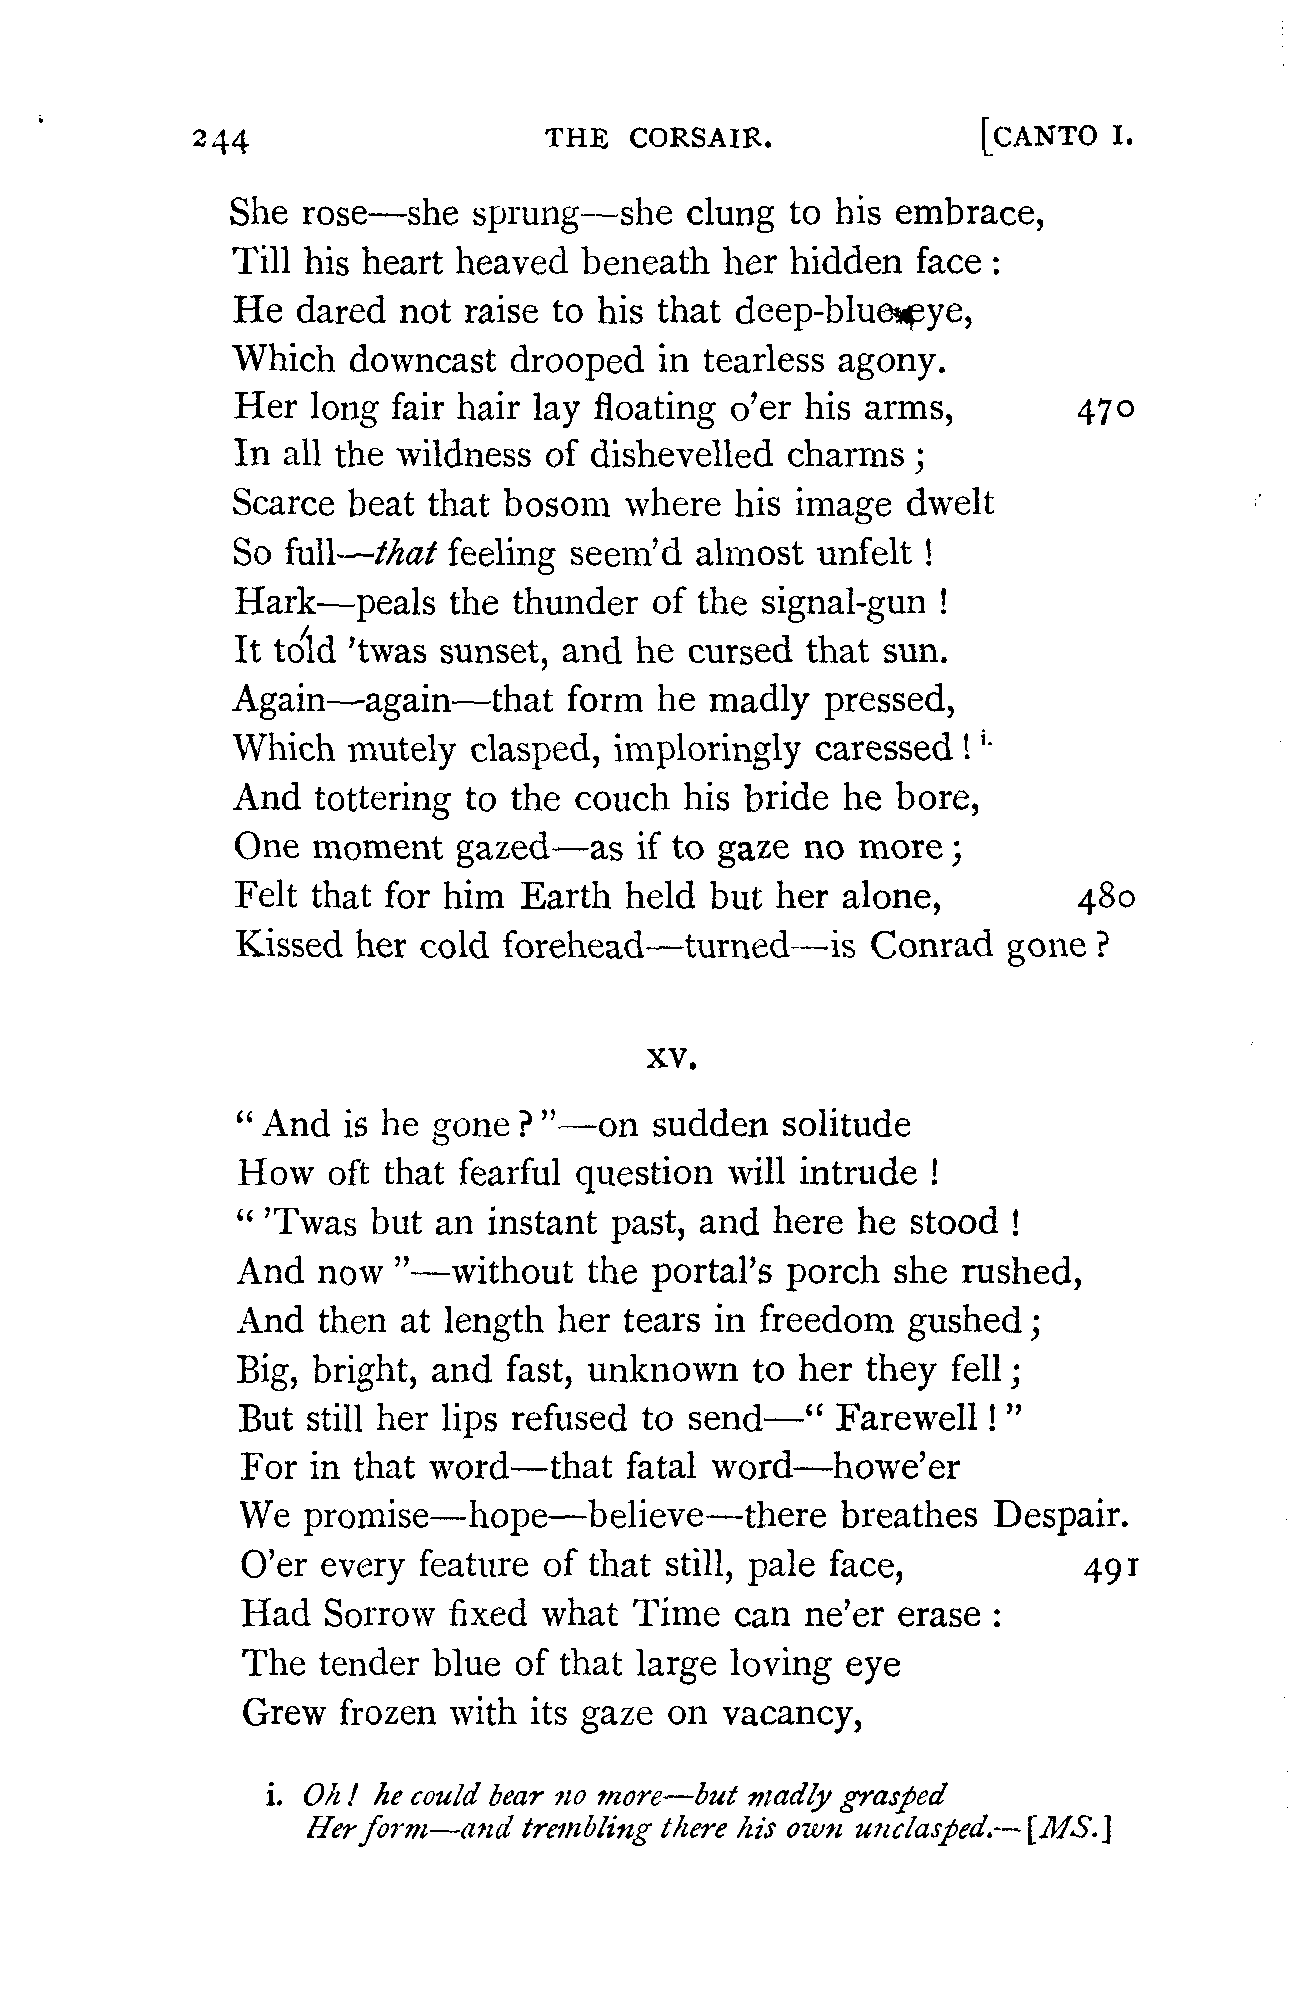 244 THE CORSAIR. [CANTO I.
She rose—she sprung—she clung to his embrace,
Till his heart heaved beneath her hidden face :
He dared not raise to his that deep-blue eye,
Which downcast drooped in tearless agony.
Her long fair hair lay floating o'er his arms, 470
In all the wildness of dishevelled charms ;
Scarce beat that bosom where his image dwelt
So full—that feeling seem'd almost unfelt !
Hark—peals the thunder of the signal-gun !
It told 'twas sunset, and he cursed that sun.
Again—again—that form he madly pressed,
Which mutely clasped, imploringly caressed ! i.
And tottering to the couch his bride he bore,
One moment gazed—as if to gaze no more ;
Felt that for him Earth held but her alone, 480
Kissed her cold forehead—turned—is Conrad gone ?
XV.
" And is he gone ? "—on sudden solitude
How oft that fearful question will intrude !
" 'Twas but an instant past, and here he stood !
And now "—without the portal's porch she rushed,
And then at length her tears in freedom gushed ;
Big, bright, and fast, unknown to her they fell ;
But still her lips refused to send—" Farewell ! "
For in that word—that fatal word—howe'er
We promise—hope—believe—there breathes Despair.
O'er every feature of that still, pale face, 491
Had Sorrow fixed what Time can ne'er erase :
The tender blue of that large loving eye
Grew frozen with its gaze on vacancy,
i. Oh ! he could bear no more—but madly grasped
Her form—and trembling there his own unclasped.—[MS.]